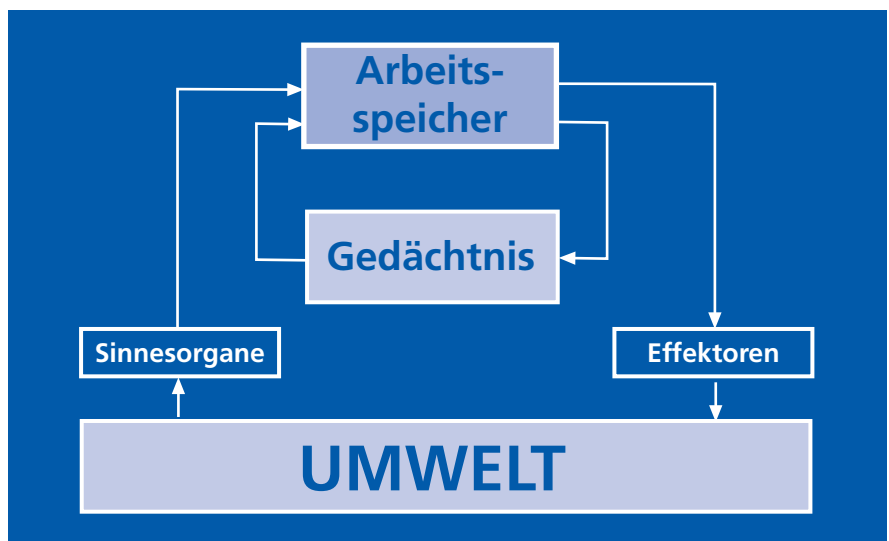 Arbeits-
speicher
Gedächtnis
Sinnesorgane
Effektoren
UMWELT